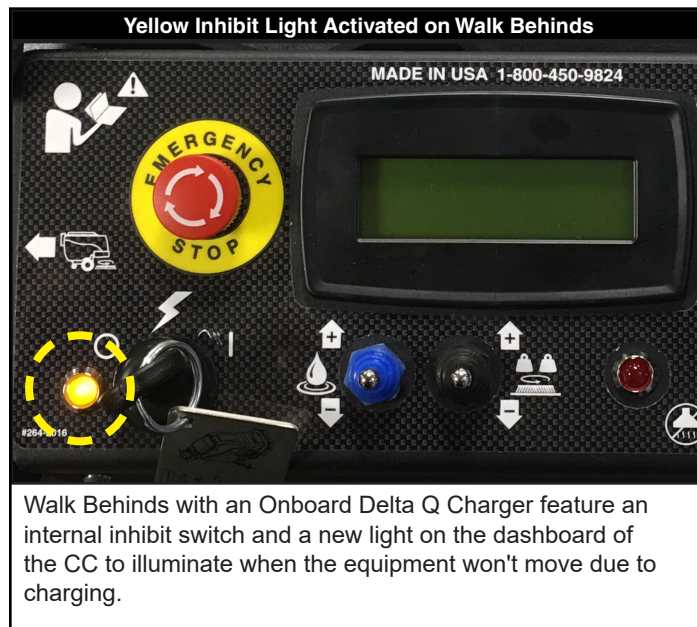 Yellow Inhibit Light Activated on Walk Behinds
MADE IN USA 1-800-450-9824
EMERGENCY
STOP
#264-2016
Walk Behinds with an Onboard Delta Q Charger feature an
internal inhibit switch and a new light on the dashboard of
the CC to illuminate when the equipment won't move due to
charging.